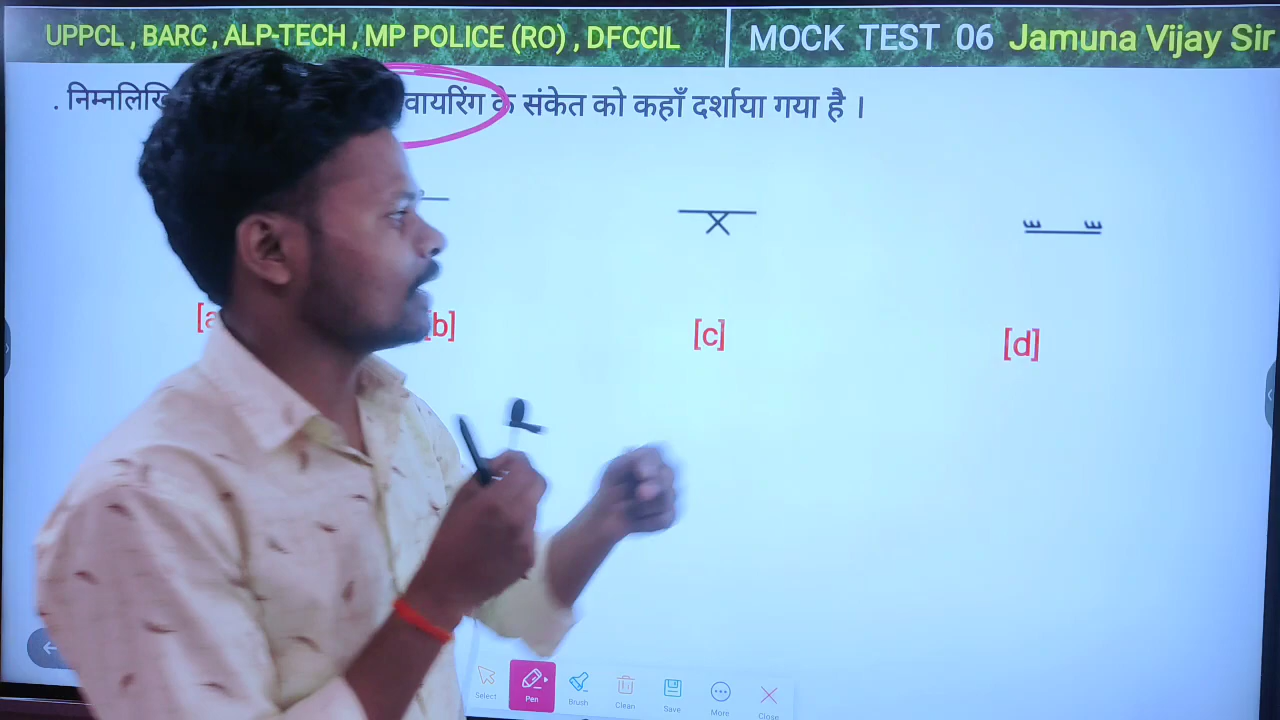 UPPCL , BARC , ALP-TECH , MP POLICE (RO) , DFCCIL
MOCK TEST 06 Jamuna Vijay Sir
. वायरिंग के संकेत को कहाँ दर्शाया गया है ।
[b] [c] [d]
Select Pen Brush Clean Save More Close